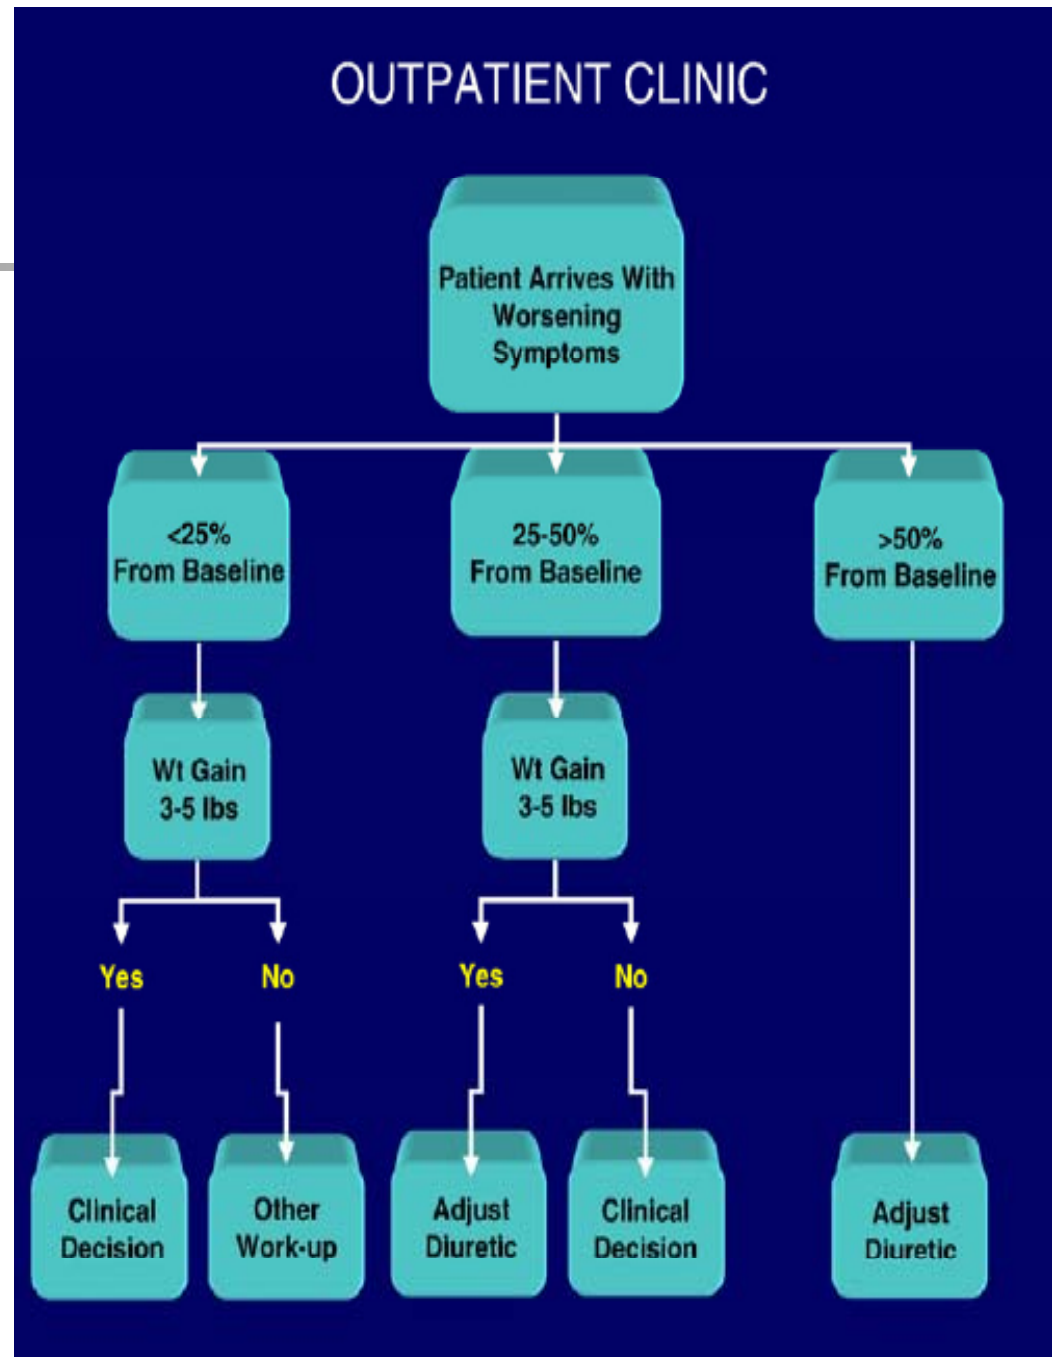 OUTPATIENT CLINIC
Patient Arrives With
Worsening
Symptoms
<25%
From Baseline
25-50%
From Baseline
>50%
From Baseline
Wt Gain
3-5 lbs
Wt Gain
3-5 lbs
Yes
No
Yes
No
Clinical
Decision
Other
Work-up
Adjust
Diuretic
Clinical
Decision
Adjust
Diuretic